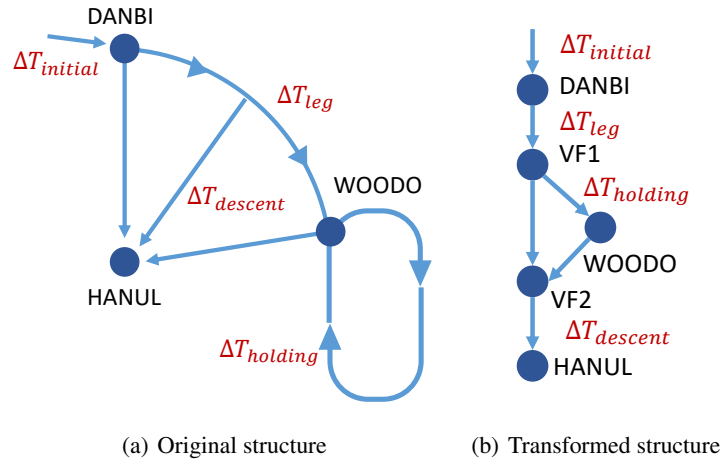 DANBI
ΔT_initial
ΔT_leg
ΔT_descent
WOODO
HANUL
ΔT_holding
(a) Original structure
ΔT_initial
DANBI
ΔT_leg
VF1
ΔT_holding
WOODO
VF2
ΔT_descent
HANUL
(b) Transformed structure